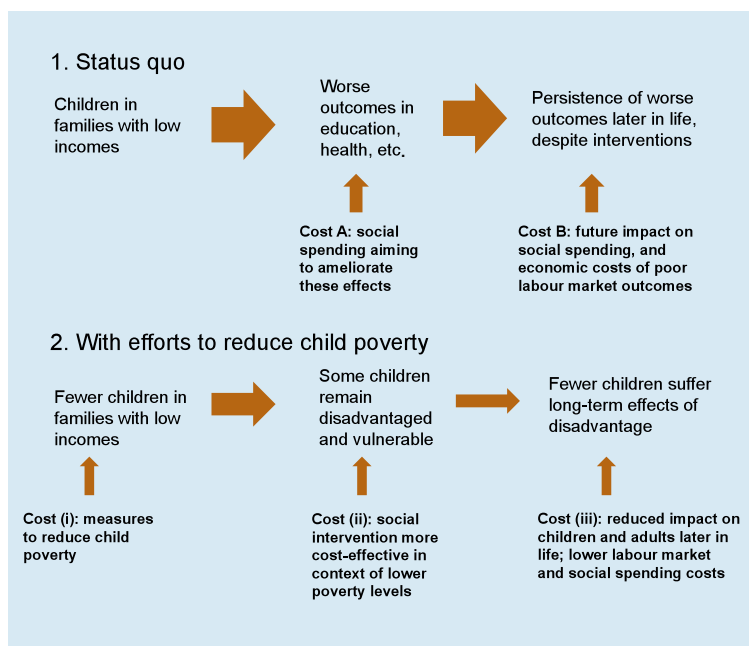 1. Status quo
Children in
families with low
incomes
Worse
outcomes in
education,
health, etc.
Persistence of worse
outcomes later in life,
despite interventions
Cost A: social
spending aiming
to ameliorate
these effects
Cost B: future impact on
social spending, and
economic costs of poor
labour market outcomes
2. With efforts to reduce child poverty
Fewer children in
families with low
incomes
Some children
remain
disadvantaged
and vulnerable
Fewer children suffer
long-term effects of
disadvantage
Cost (i): measures
to reduce child
poverty
Cost (ii): social
intervention more
cost-effective in
context of lower
poverty levels
Cost (iii): reduced impact on
children and adults later in
life; lower labour market
and social spending costs